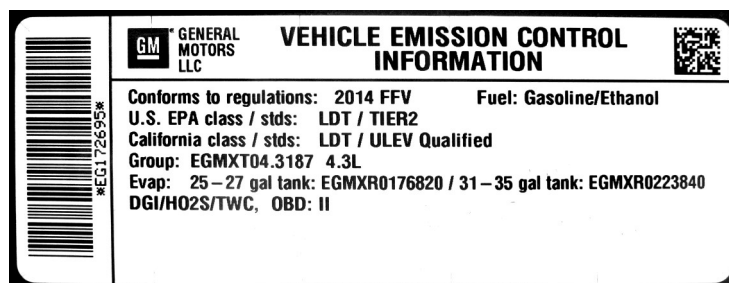 *EG172695*
GM
GENERAL
MOTORS
LLC
VEHICLE EMISSION CONTROL
INFORMATION
Conforms to regulations: 2014 FFV Fuel: Gasoline/Ethanol
U.S. EPA class / stds: LDT / TIER2
California class / stds: LDT / ULEV Qualified
Group: EGMXT04.3187 4.3L
Evap: 25–27 gal tank: EGMXR0176820 / 31–35 gal tank: EGMXR0223840
DGI/HO2S/TWC, OBD: II